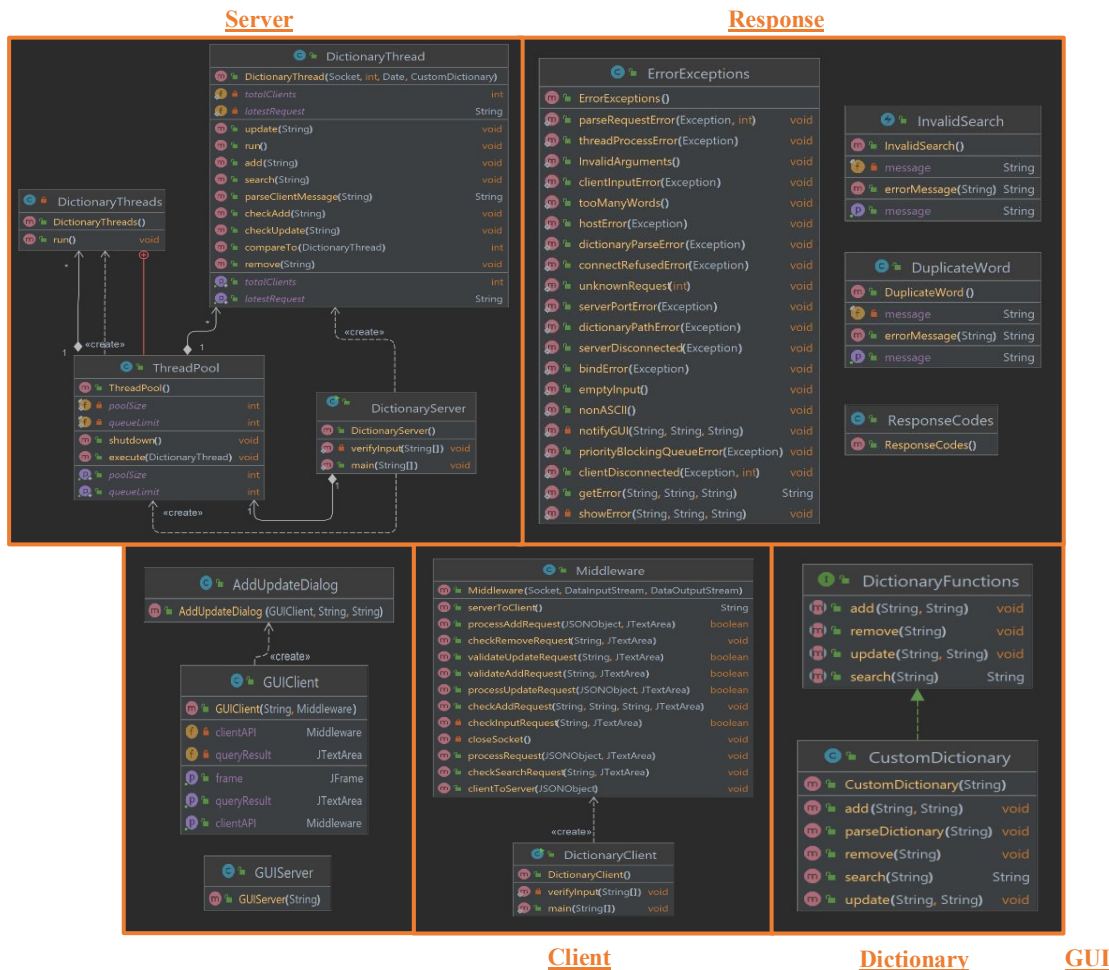 Server
DictionaryThread
DictionaryThread(Socket, int, Date, CustomDictionary)
totalClients int
latestRequest String
update(String) void
run() void
add(String) void
search(String) void
parseClientMessage(String) String
checkAdd(String) void
checkUpdate(String) void
compareTo(DictionaryThread) int
remove(String) void
totalClients int
latestRequest String
DictionaryThreads
DictionaryThreads()
run() void
*
*
«create»
1
«create»
1
ThreadPool
ThreadPool()
poolSize int
queueLimit int
shutdown() void
execute(DictionaryThread) void
poolSize int
queueLimit int
DictionaryServer
DictionaryServer()
verifyInput(String[]) void
main(String[]) void
1
1
«create»
Response
ErrorExceptions
ErrorExceptions()
parseRequestError(Exception, int) void
threadProcessError(Exception) void
InvalidArguments() void
clientInputError(Exception) void
tooManyWords() void
hostError(Exception) void
dictionaryParseError(Exception) void
connectRefusedError(Exception) void
unknownRequest(int) void
serverPortError(Exception) void
dictionaryPathError(Exception) void
serverDisconnected(Exception) void
bindError(Exception) void
emptyInput() void
nonASCII() void
notifyGUI(String, String, String) void
priorityBlockingQueueError(Exception) void
clientDisconnected(Exception, int) void
getError(String, String, String) String
showError(String, String, String) void
InvalidSearch
InvalidSearch()
message String
errorMessage(String) String
message String
DuplicateWord
DuplicateWord()
message String
errorMessage(String) String
message String
ResponseCodes
ResponseCodes()
AddUpdateDialog
AddUpdateDialog (GUIClient, String, String)
«create»
GUIClient
GUIClient(String, Middleware)
clientAPI Middleware
queryResult JTextArea
frame JFrame
queryResult JTextArea
clientAPI Middleware
GUIServer
GUIServer(String)
Middleware
Middleware(Socket, DataInputStream, DataOutputStream)
serverToClient() String
processAddRequest(JSONObject, JTextArea) boolean
checkRemoveRequest(String, JTextArea) void
validateUpdateRequest(String, JTextArea) boolean
validateAddRequest(String, JTextArea) boolean
processUpdateRequest(JSONObject, JTextArea) boolean
checkAddRequest(String, String, String, JTextArea) void
checkInputRequest(String, JTextArea) boolean
closeSocket() void
processRequest(JSONObject, JTextArea) void
checkSearchRequest(String, JTextArea) void
clientToServer(JSONObject) void
«create»
DictionaryClient
DictionaryClient()
verifyInput(String[]) void
main(String[]) void
DictionaryFunctions
add(String, String) void
remove(String) void
update(String, String) void
search(String) String
CustomDictionary
CustomDictionary(String)
add(String, String) void
parseDictionary(String) void
remove(String) void
search(String) String
update(String, String) void
Client
Dictionary
GUI